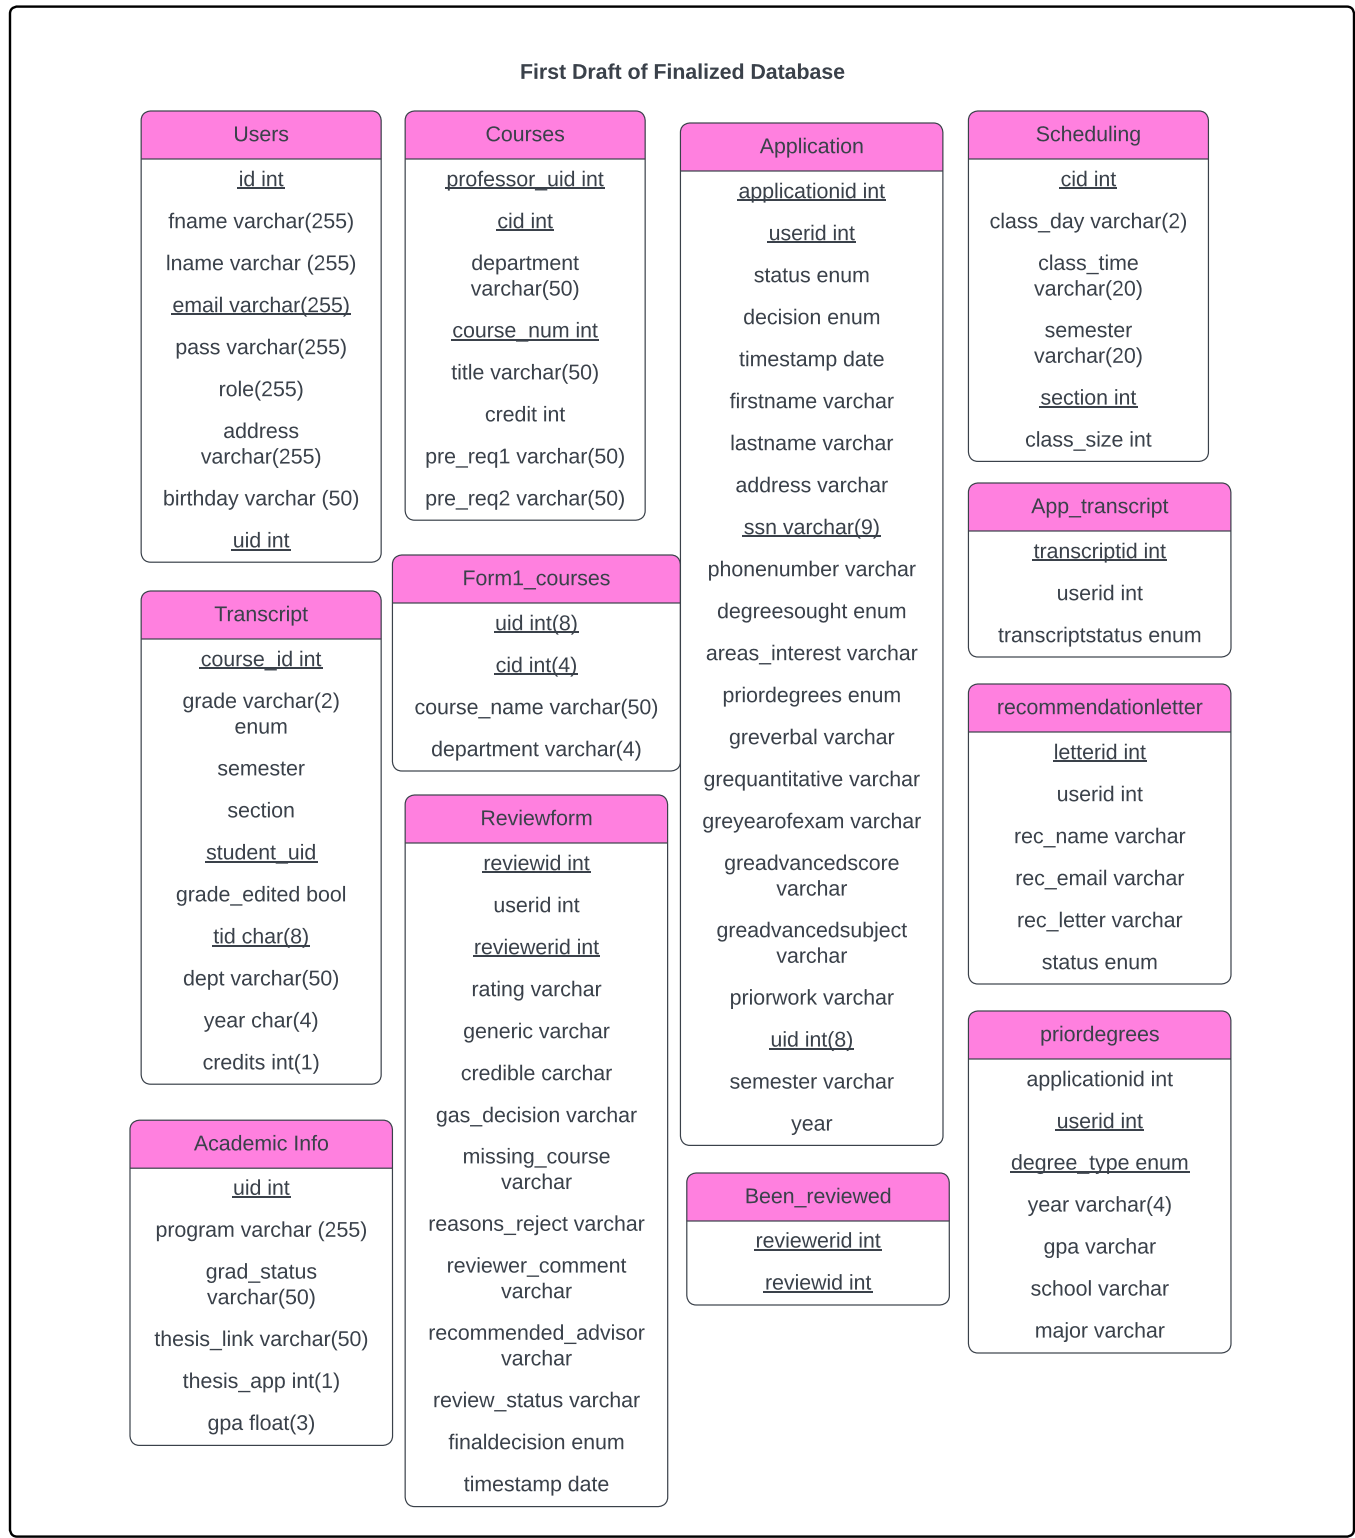 First Draft of Finalized Database
Users
id int
fname varchar(255)
lname varchar (255)
email varchar(255)
pass varchar(255)
role(255)
address
varchar(255)
birthday varchar (50)
uid int
Transcript
course_id int
grade varchar(2)
enum
semester
section
student_uid
grade_edited bool
tid char(8)
dept varchar(50)
year char(4)
credits int(1)
Academic Info
uid int
program varchar (255)
grad_status
varchar(50)
thesis_link varchar(50)
thesis_app int(1)
gpa float(3)
Courses
professor_uid int
cid int
department
varchar(50)
course_num int
title varchar(50)
credit int
pre_req1 varchar(50)
pre_req2 varchar(50)
Form1_courses
uid int(8)
cid int(4)
course_name varchar(50)
department varchar(4)
Reviewform
reviewid int
userid int
reviewerid int
rating varchar
generic varchar
credible carchar
gas_decision varchar
missing_course
varchar
reasons_reject varchar
reviewer_comment
varchar
recommended_advisor
varchar
review_status varchar
finaldecision enum
timestamp date
Application
applicationid int
userid int
status enum
decision enum
timestamp date
firstname varchar
lastname varchar
address varchar
ssn varchar(9)
phonenumber varchar
degreesought enum
areas_interest varchar
priordegrees enum
greverbal varchar
grequantitative varchar
greyearofexam varchar
greadvancedscore
varchar
greadvancedsubject
varchar
priorwork varchar
uid int(8)
semester varchar
year
Been_reviewed
reviewerid int
reviewid int
Scheduling
cid int
class_day varchar(2)
class_time
varchar(20)
semester
varchar(20)
section int
class_size int
App_transcript
transcriptid int
userid int
transcriptstatus enum
recommendationletter
letterid int
userid int
rec_name varchar
rec_email varchar
rec_letter varchar
status enum
priordegrees
applicationid int
userid int
degree_type enum
year varchar(4)
gpa varchar
school varchar
major varchar